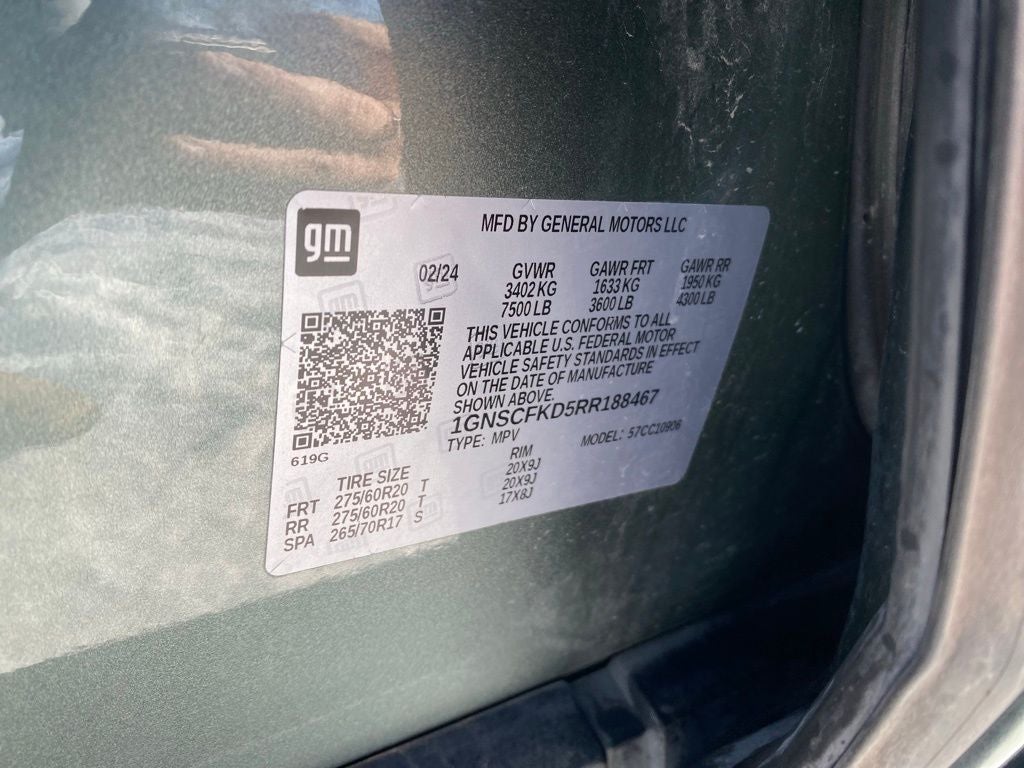 gm
MFD BY GENERAL MOTORS LLC
02/24 GVWR GAWR FRT GAWR RR
3402 KG 1633 KG 1950 KG
7500 LB 3600 LB 4300 LB
THIS VEHICLE CONFORMS TO ALL
APPLICABLE U.S. FEDERAL MOTOR
VEHICLE SAFETY STANDARDS IN EFFECT
ON THE DATE OF MANUFACTURE
SHOWN ABOVE.
1GNSCFKD5RR188467
TYPE: MPV MODEL: 57CC10906
619G
TIRE SIZE RIM
FRT 275/60R20 T 20X9J
RR 275/60R20 T 20X9J
SPA 265/70R17 S 17X8J